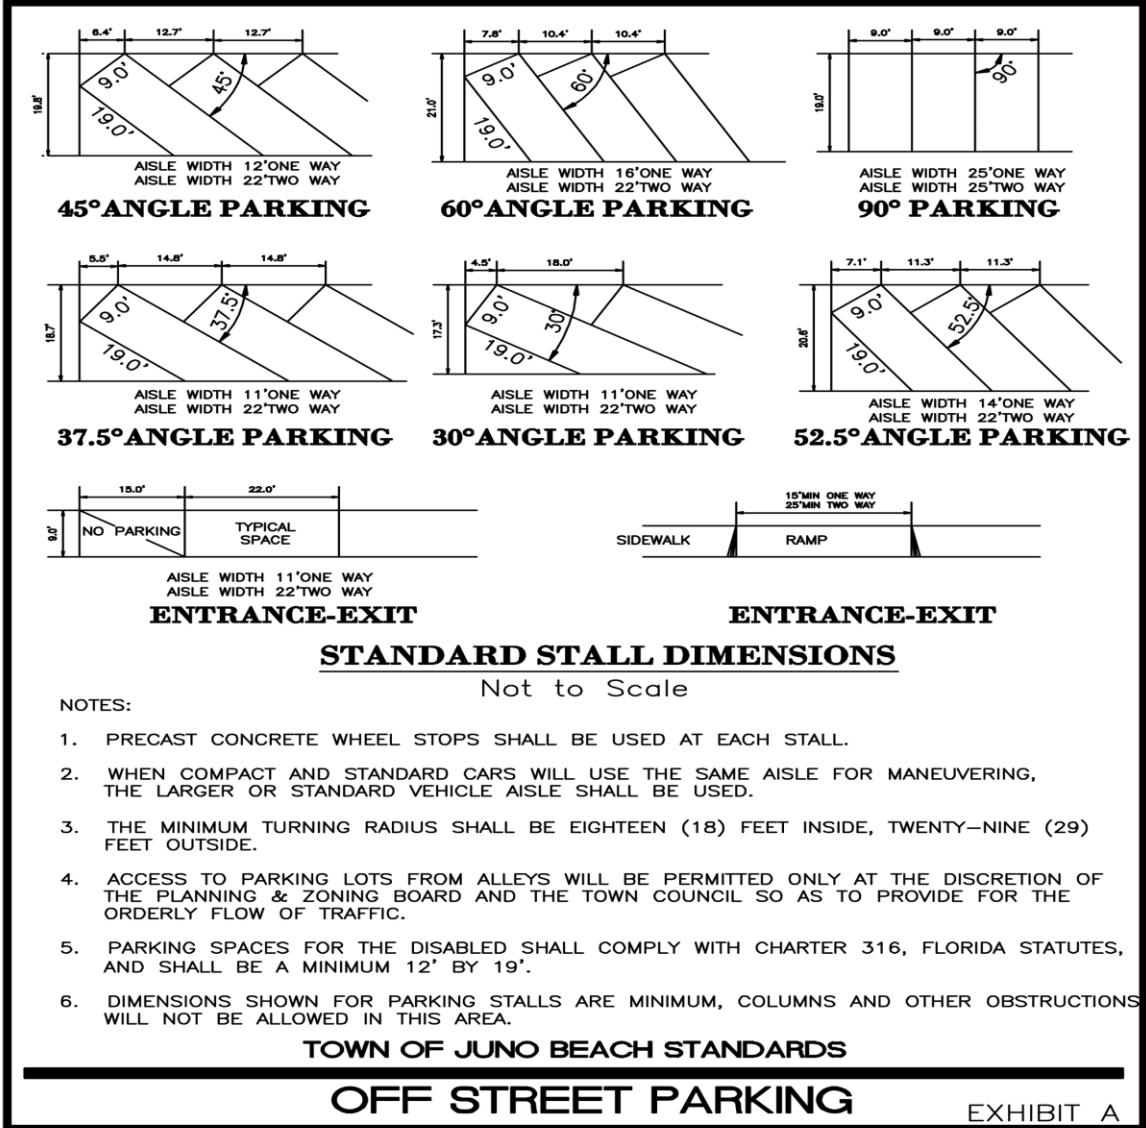 6.4' 12.7' 12.7'
19.8'
9.0'
19.0'
45°
AISLE WIDTH 12'ONE WAY
AISLE WIDTH 22'TWO WAY
45°ANGLE PARKING
7.8' 10.4' 10.4'
21.0'
9.0'
19.0'
60°
AISLE WIDTH 16'ONE WAY
AISLE WIDTH 22'TWO WAY
60°ANGLE PARKING
9.0' 9.0' 9.0'
19.0'
90°
AISLE WIDTH 25'ONE WAY
AISLE WIDTH 25'TWO WAY
90° PARKING
5.5' 14.8' 14.8'
18.7'
9.0'
19.0'
37.5°
AISLE WIDTH 11'ONE WAY
AISLE WIDTH 22'TWO WAY
37.5°ANGLE PARKING
4.5' 18.0'
17.3'
9.0'
19.0'
30°
AISLE WIDTH 11'ONE WAY
AISLE WIDTH 22'TWO WAY
30°ANGLE PARKING
7.1' 11.3' 11.3'
20.6'
9.0'
19.0'
52.5°
AISLE WIDTH 14'ONE WAY
AISLE WIDTH 22'TWO WAY
52.5°ANGLE PARKING
15.0' 22.0'
9.0'
NO PARKING
TYPICAL
SPACE
AISLE WIDTH 11'ONE WAY
AISLE WIDTH 22'TWO WAY
ENTRANCE-EXIT
15'MIN ONE WAY
25'MIN TWO WAY
SIDEWALK RAMP
ENTRANCE-EXIT
STANDARD STALL DIMENSIONS
Not to Scale
NOTES:
1. PRECAST CONCRETE WHEEL STOPS SHALL BE USED AT EACH STALL.
2. WHEN COMPACT AND STANDARD CARS WILL USE THE SAME AISLE FOR MANEUVERING,
THE LARGER OR STANDARD VEHICLE AISLE SHALL BE USED.
3. THE MINIMUM TURNING RADIUS SHALL BE EIGHTEEN (18) FEET INSIDE, TWENTY–NINE (29)
FEET OUTSIDE.
4. ACCESS TO PARKING LOTS FROM ALLEYS WILL BE PERMITTED ONLY AT THE DISCRETION OF
THE PLANNING & ZONING BOARD AND THE TOWN COUNCIL SO AS TO PROVIDE FOR THE
ORDERLY FLOW OF TRAFFIC.
5. PARKING SPACES FOR THE DISABLED SHALL COMPLY WITH CHARTER 316, FLORIDA STATUTES,
AND SHALL BE A MINIMUM 12' BY 19'.
6. DIMENSIONS SHOWN FOR PARKING STALLS ARE MINIMUM, COLUMNS AND OTHER OBSTRUCTIONS
WILL NOT BE ALLOWED IN THIS AREA.
TOWN OF JUNO BEACH STANDARDS
OFF STREET PARKING
EXHIBIT A